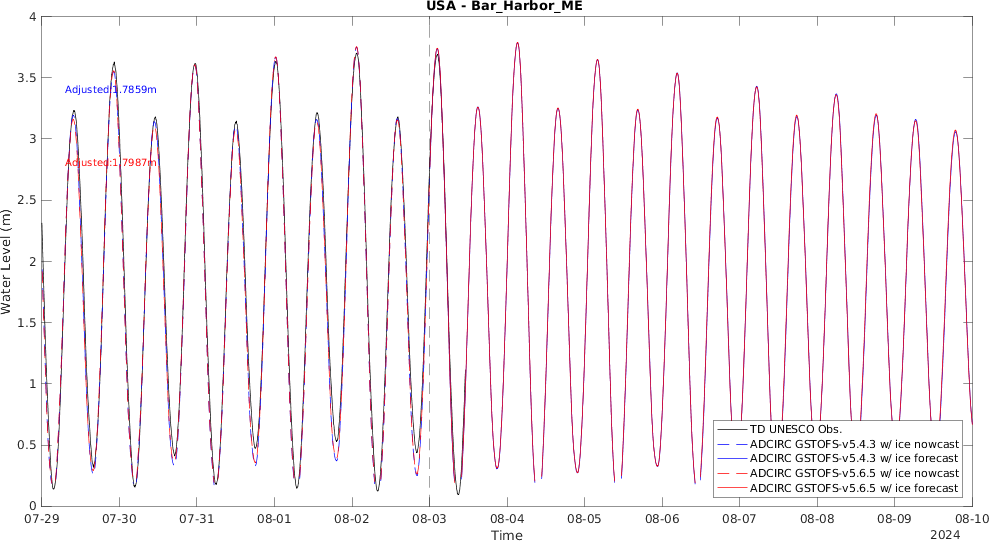 USA - Bar_Harbor_ME
4
3.5
3
2.5
2
1.5
1
0.5
0
Water Level (m)
Adjusted:1.7859m
Adjusted:1.7987m
TD UNESCO Obs.
ADCIRC GSTOFS-v5.4.3 w/ ice nowcast
ADCIRC GSTOFS-v5.4.3 w/ ice forecast
ADCIRC GSTOFS-v5.6.5 w/ ice nowcast
ADCIRC GSTOFS-v5.6.5 w/ ice forecast
07-29 07-30 07-31 08-01 08-02 08-03 08-04 08-05 08-06 08-07 08-08 08-09 08-10
Time
2024